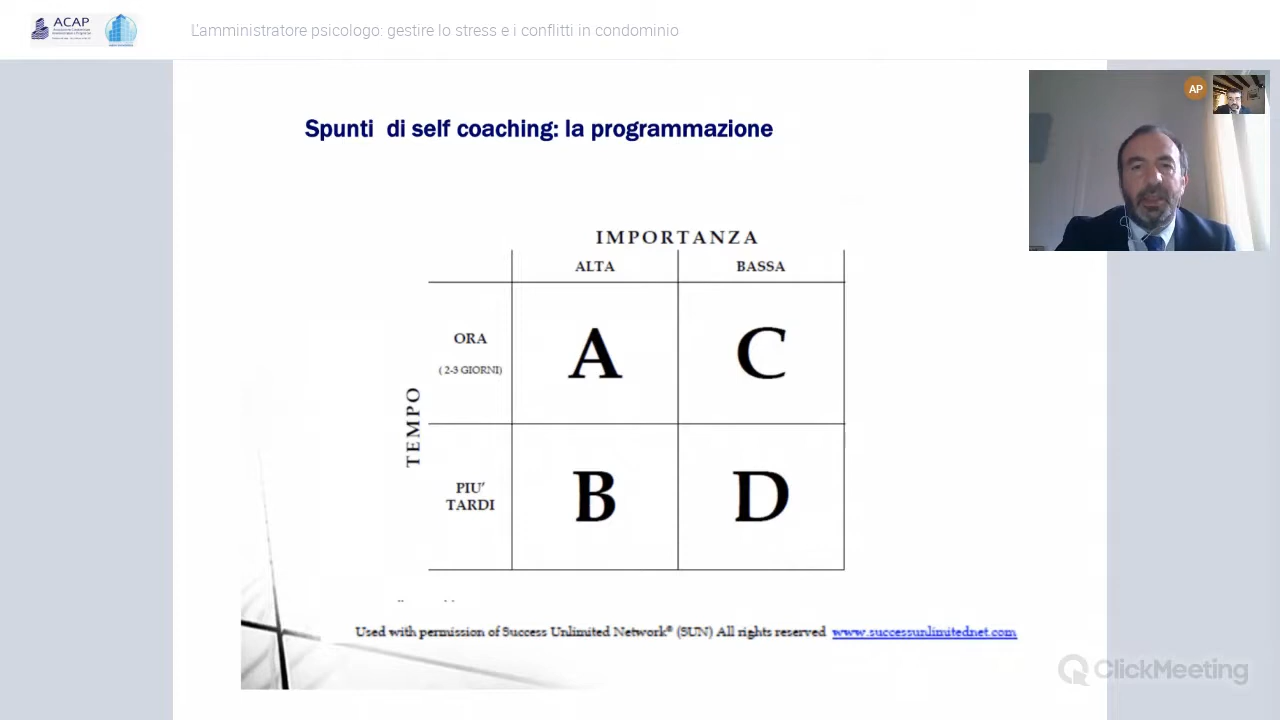 ACAP
L'amministratore psicologo: gestire lo stress e i conflitti in condominio
AP
Spunti di self coaching: la programmazione
IMPORTANZA
ALTA
BASSA
TEMPO
ORA
( 2-3 GIORNI)
A
C
PIU'
TARDI
B
D
Used with permission of Success Unlimited Network® (SUN) All rights reserved www.successunlimitednet.com
ClickMeeting